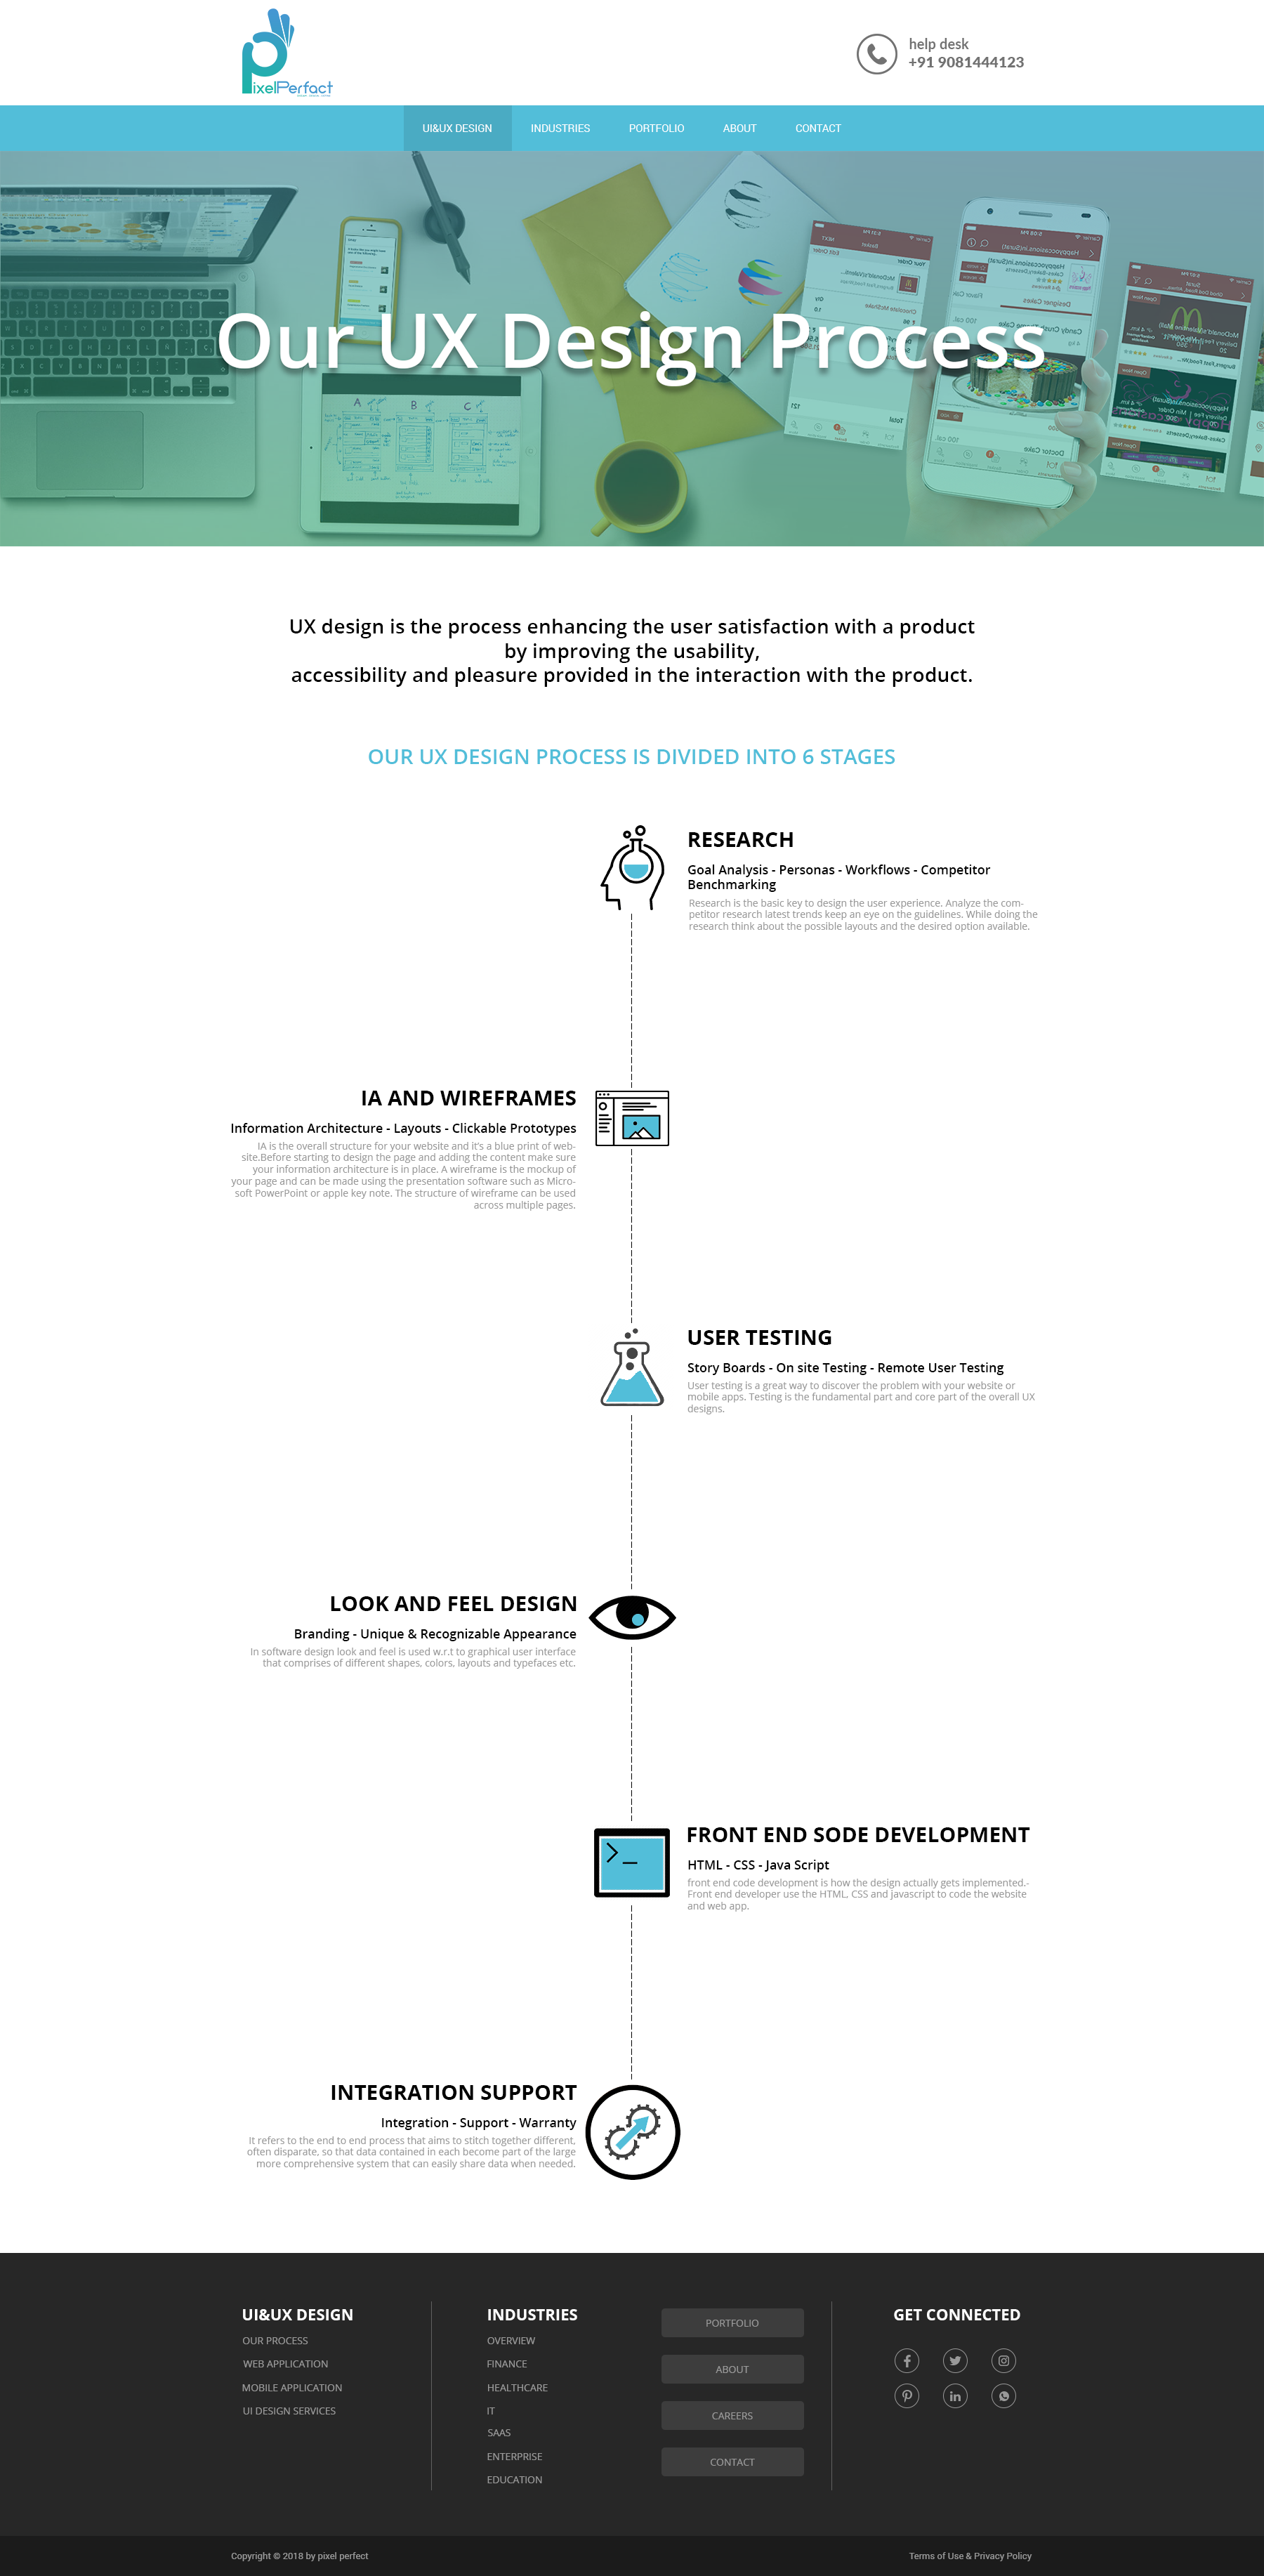 pixelPerfect
help desk
+91 9081444123
UI&UX DESIGN
INDUSTRIES
PORTFOLIO
ABOUT
CONTACT
Our UX Design Process
A B C
UX design is the process enhancing the user satisfaction with a product
by improving the usability,
accessibility and pleasure provided in the interaction with the product.
OUR UX DESIGN PROCESS IS DIVIDED INTO 6 STAGES
RESEARCH
Goal Analysis - Personas - Workflows - Competitor
Benchmarking
Research is the basic key to design the user experience. Analyze the com-
petitor research latest trends keep an eye on the guidelines. While doing the
research think about the possible layouts and the desired option available.
IA AND WIREFRAMES
Information Architecture - Layouts - Clickable Prototypes
IA is the overall structure for your website and it's a blue print of web-
site.Before starting to design the page and adding the content make sure
your information architecture is in place. A wireframe is the mockup of
your page and can be made using the presentation software such as Micro-
soft PowerPoint or apple key note. The structure of wireframe can be used
across multiple pages.
USER TESTING
Story Boards - On site Testing - Remote User Testing
User testing is a great way to discover the problem with your website or
mobile apps. Testing is the fundamental part and core part of the overall UX
designs.
LOOK AND FEEL DESIGN
Branding - Unique & Recognizable Appearance
In software design look and feel is used w.r.t to graphical user interface
that comprises of different shapes, colors, layouts and typefaces etc.
FRONT END SODE DEVELOPMENT
HTML - CSS - Java Script
front end code development is how the design actually gets implemented.-
Front end developer use the HTML, CSS and javascript to code the website
and web app.
INTEGRATION SUPPORT
Integration - Support - Warranty
It refers to the end to end process that aims to stitch together different,
often disparate, so that data contained in each become part of the large
more comprehensive system that can easily share data when needed.
UI&UX DESIGN
OUR PROCESS
WEB APPLICATION
MOBILE APPLICATION
UI DESIGN SERVICES
INDUSTRIES
OVERVIEW
FINANCE
HEALTHCARE
IT
SAAS
ENTERPRISE
EDUCATION
PORTFOLIO
ABOUT
CAREERS
CONTACT
GET CONNECTED
Copyright © 2018 by pixel perfect
Terms of Use & Privacy Policy